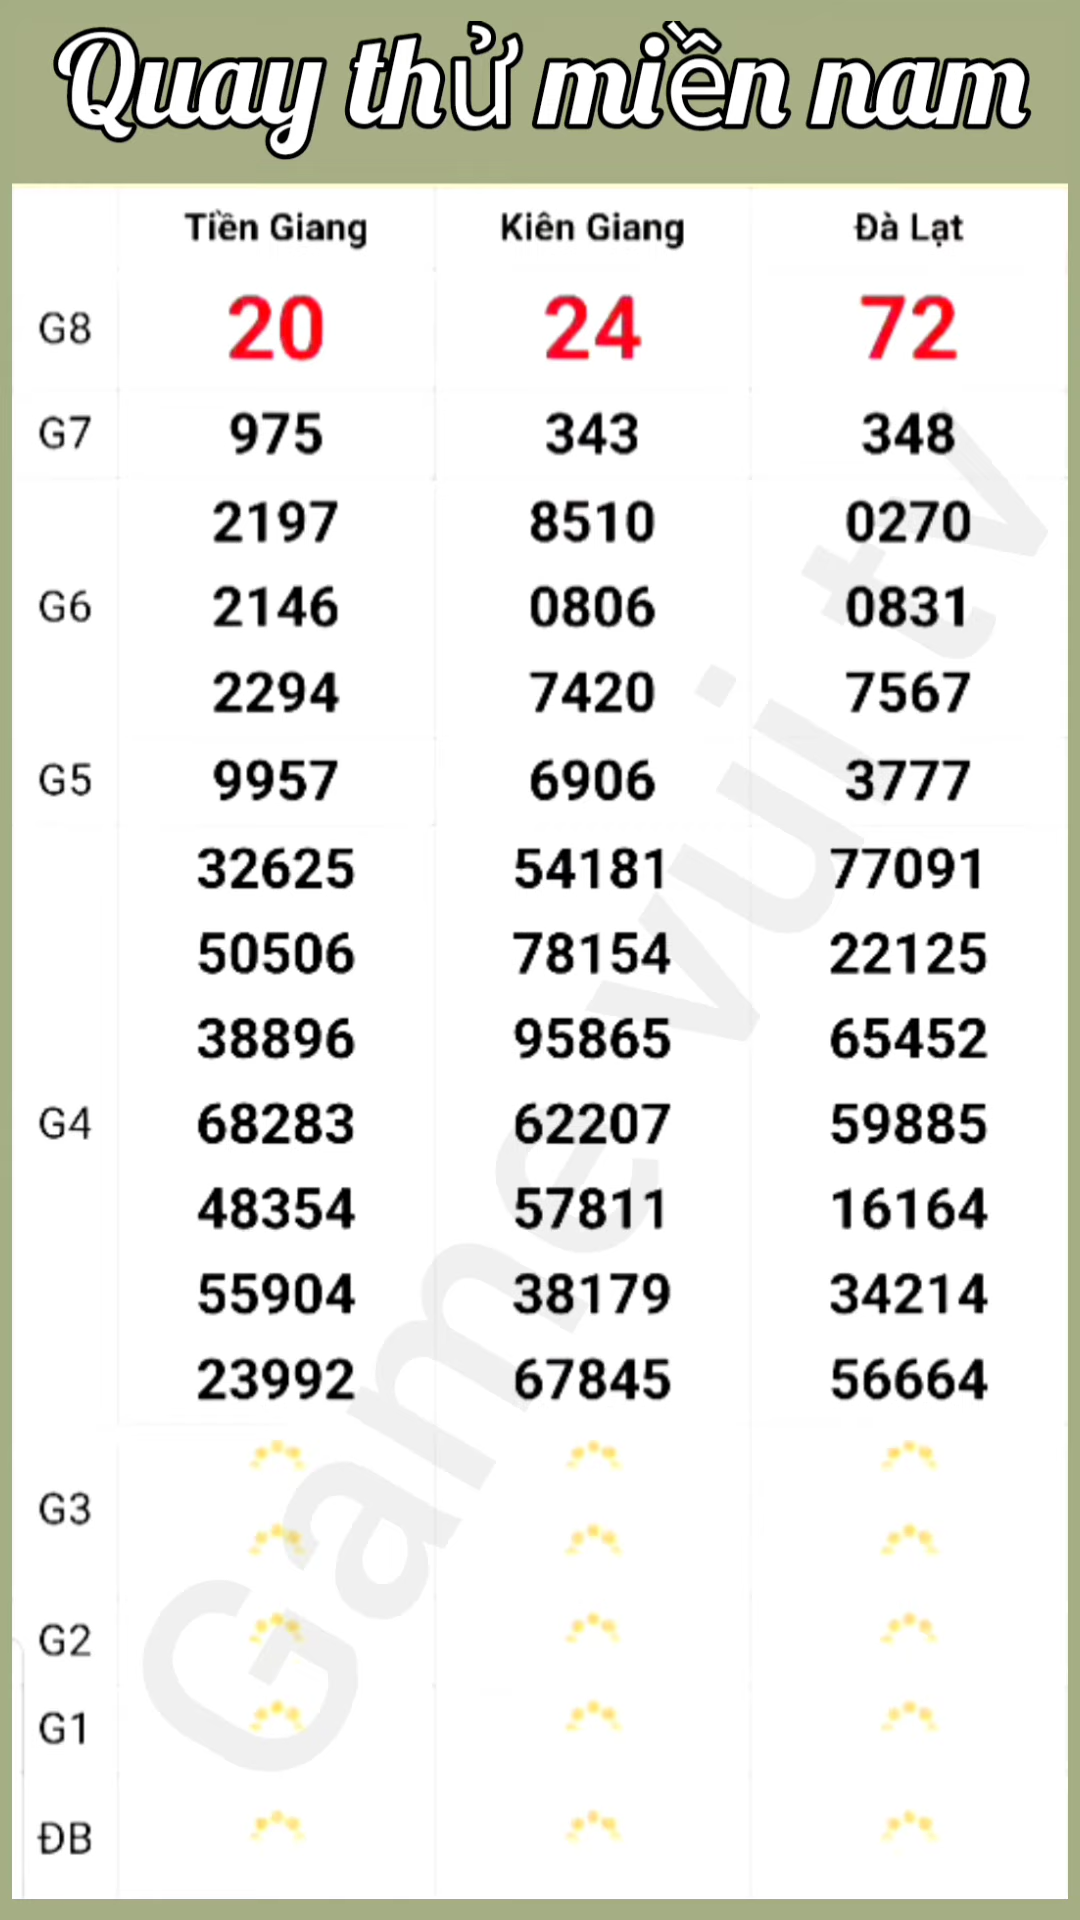 Quay thử miền nam
Tiền Giang Kiên Giang Đà Lạt
G8 20 24 72
G7 975 343 348
2197 8510 0270
G6 2146 0806 0831
2294 7420 7567
G5 9957 6906 3777
32625 54181 77091
50506 78154 22125
38896 95865 65452
G4 68283 62207 59885
48354 57811 16164
55904 38179 34214
23992 67845 56664
G3
G2
G1
ĐB
Game vui tv